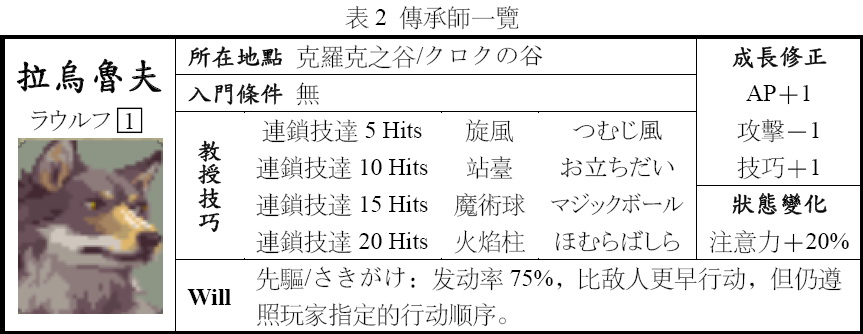 表 2 傳承師一覽
拉烏魯夫
ラウルフ 1
所在地點 克羅克之谷/クロクの谷
入門條件 無
教授技巧
連鎖技達 5 Hits 旋風 つむじ風
連鎖技達 10 Hits 站臺 お立ちだい
連鎖技達 15 Hits 魔術球 マジックボール
連鎖技達 20 Hits 火焰柱 ほむらばしら
成長修正
AP＋1
攻擊－1
技巧＋1
狀態變化
注意力＋20%
Will 先驅/さきがけ：发动率 75%，比敌人更早行动，但仍遵
照玩家指定的行动顺序。